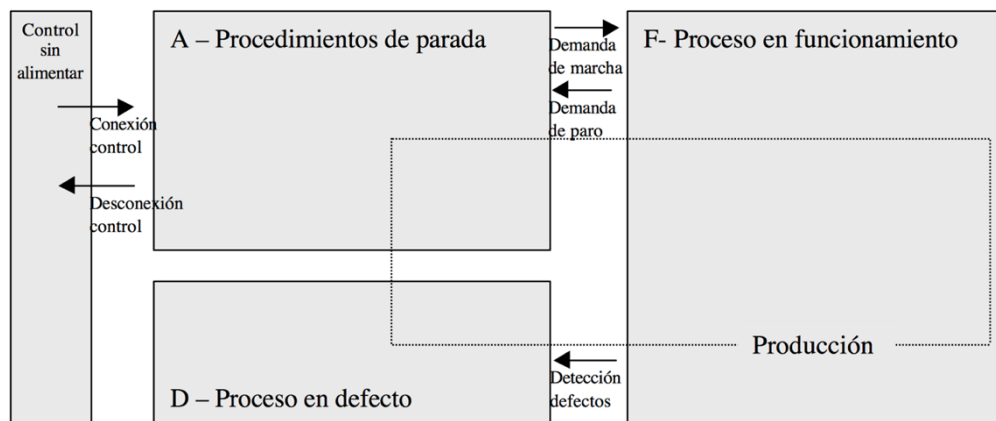 Control
sin
alimentar
A – Procedimientos de parada
Demanda
de marcha
Demanda
de paro
F- Proceso en funcionamiento
Conexión
control
Desconexión
control
Producción
D – Proceso en defecto
Detección
defectos